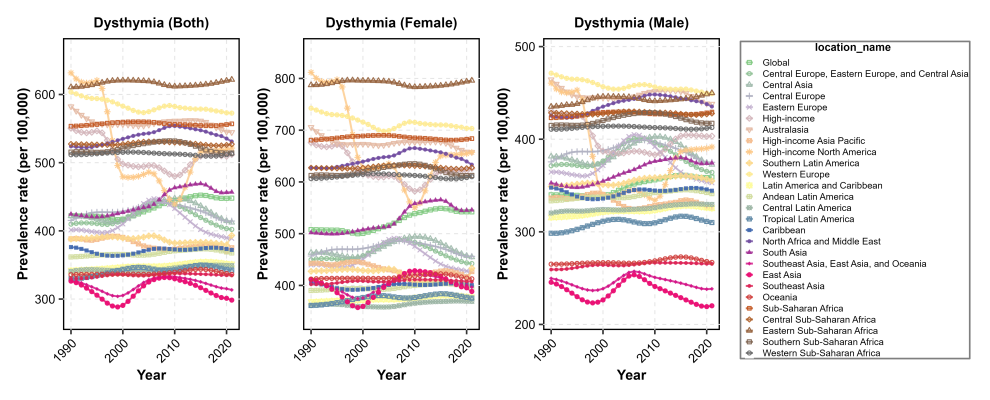 Dysthymia (Both)
Dysthymia (Female)
Dysthymia (Male)
Prevalence rate (per 100,000)
600
500
400
300
1990
2000
2010
2020
Year
Prevalence rate (per 100,000)
800
700
600
500
400
1990
2000
2010
2020
Year
Prevalence rate (per 100,000)
500
400
300
200
1990
2000
2010
2020
Year
location_name
Global
Central Europe, Eastern Europe, and Central Asia
Central Asia
Central Europe
Eastern Europe
High-income
Australasia
High-income Asia Pacific
High-income North America
Southern Latin America
Western Europe
Latin America and Caribbean
Andean Latin America
Central Latin America
Tropical Latin America
Caribbean
North Africa and Middle East
South Asia
Southeast Asia, East Asia, and Oceania
East Asia
Southeast Asia
Oceania
Sub-Saharan Africa
Central Sub-Saharan Africa
Eastern Sub-Saharan Africa
Southern Sub-Saharan Africa
Western Sub-Saharan Africa